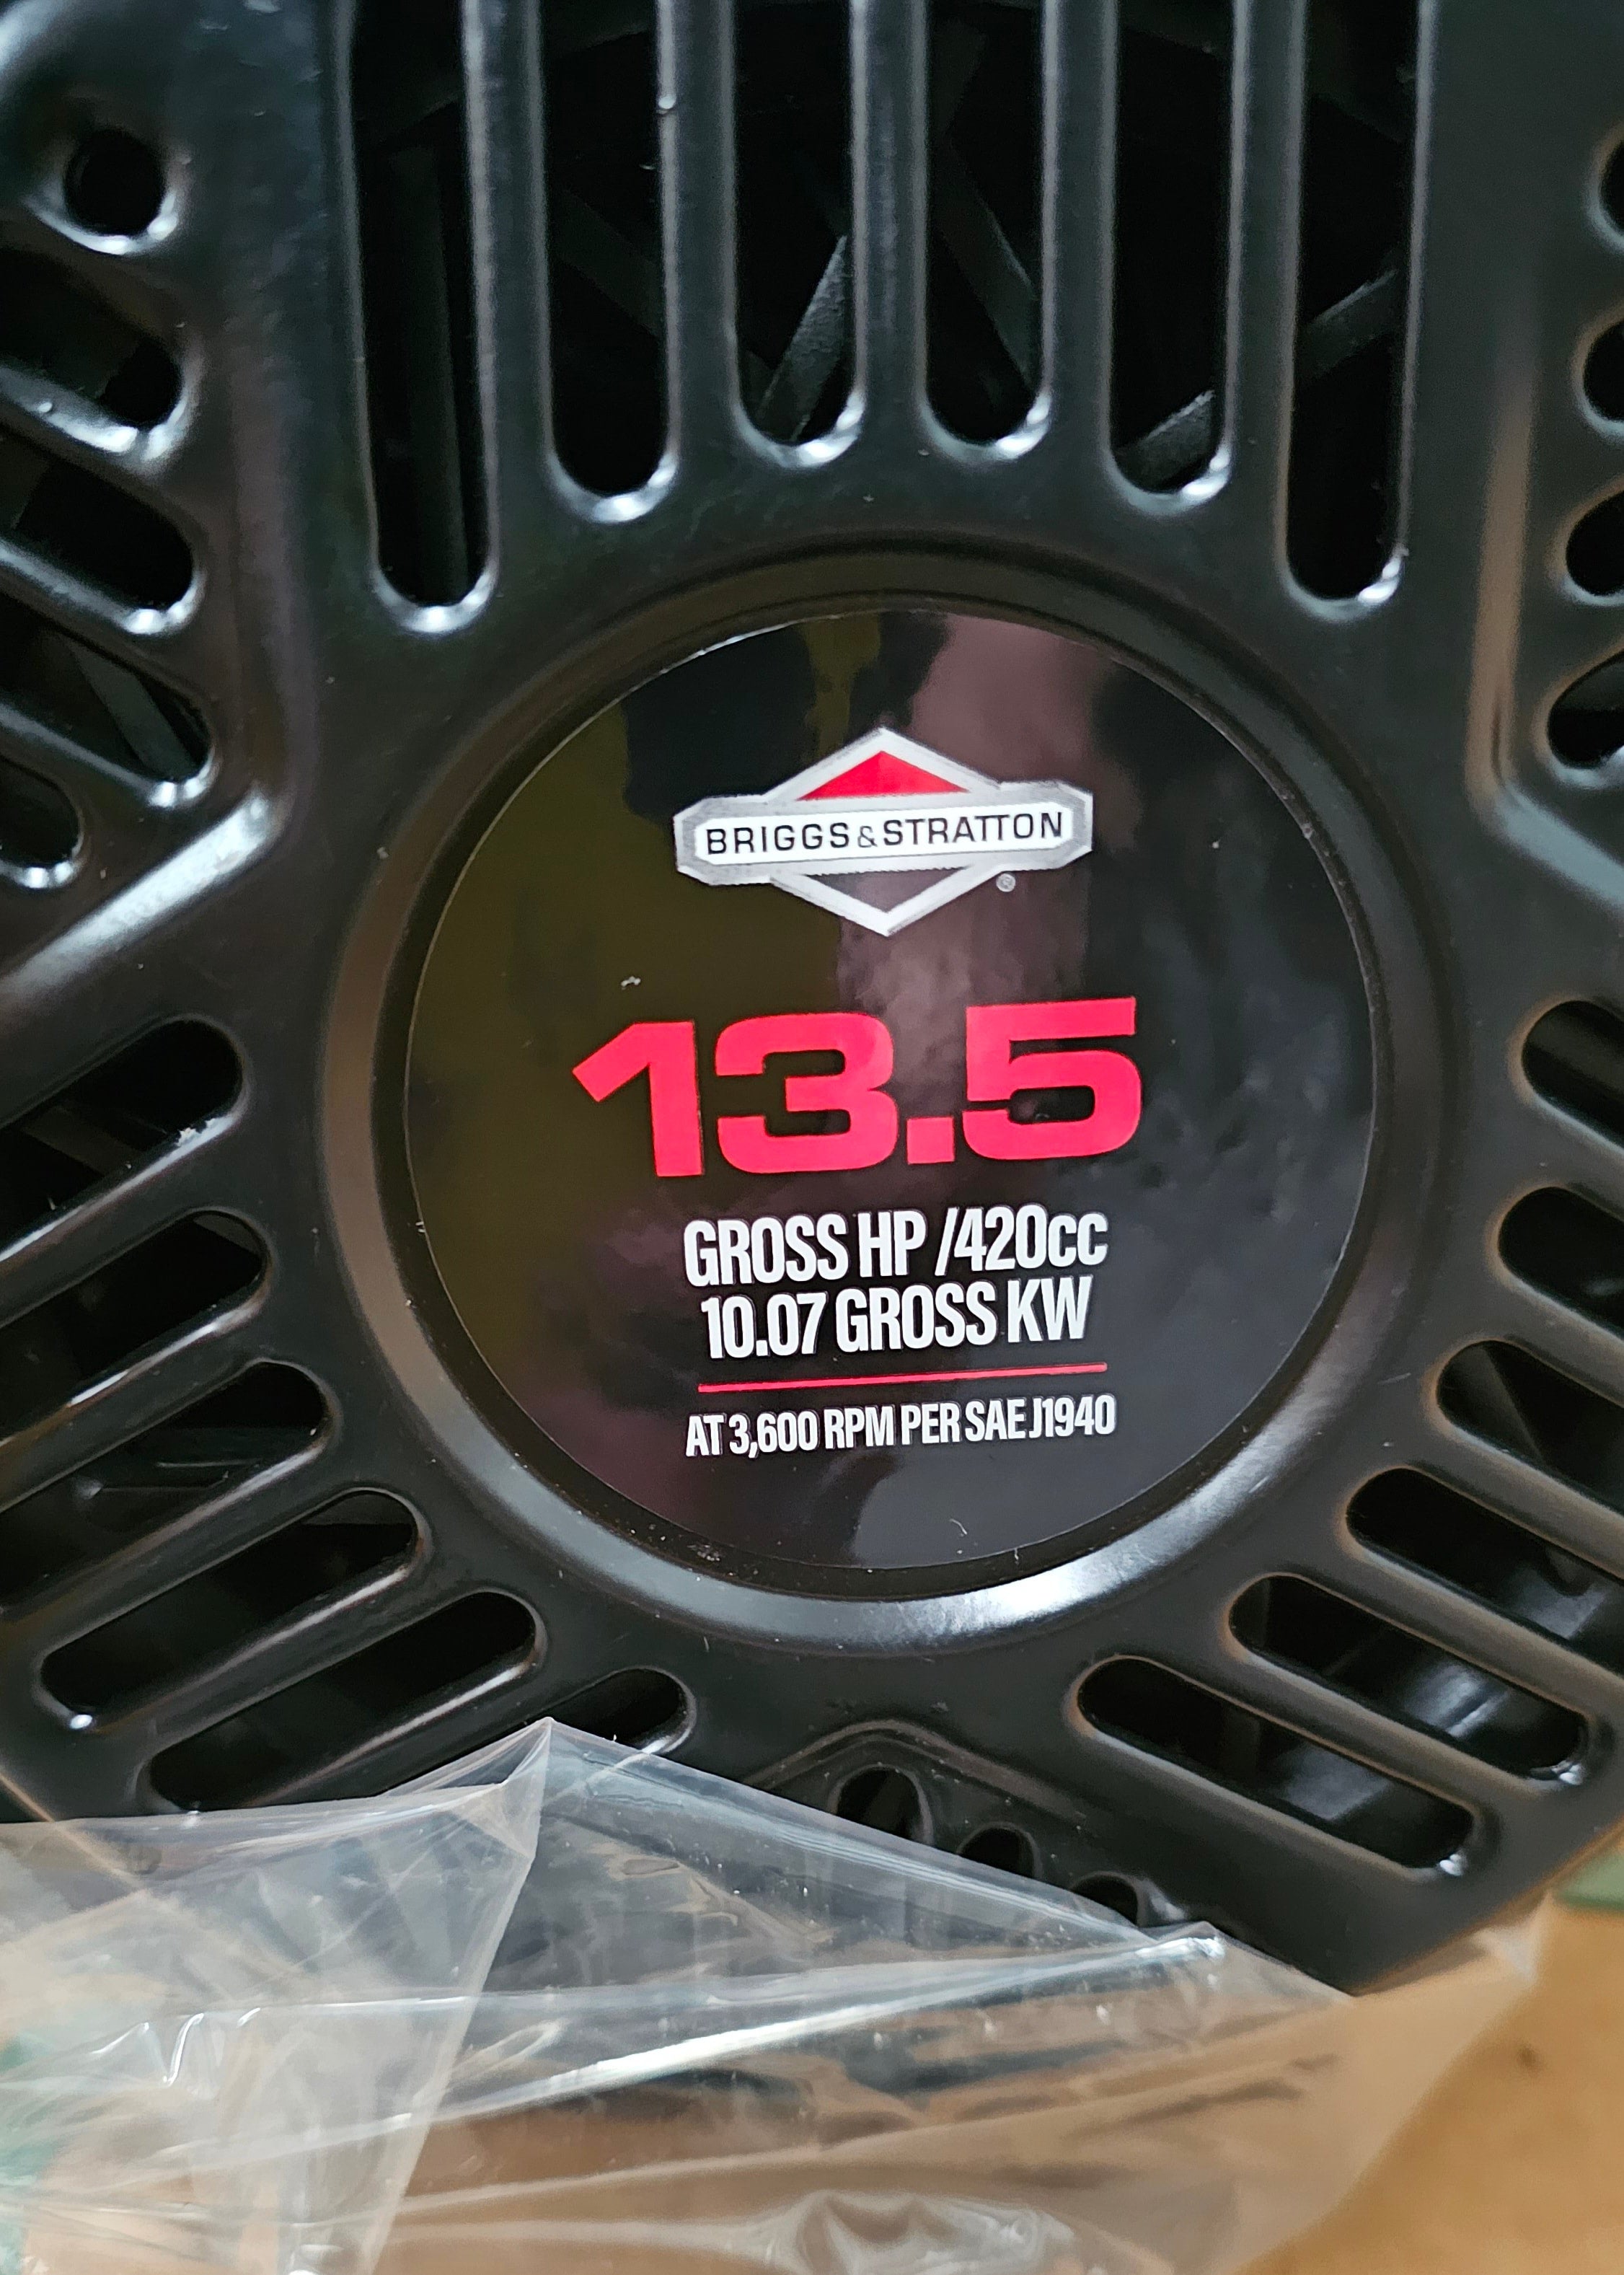 BRIGGS&STRATTON
®
13.5
GROSS HP /420cc
10.07 GROSS KW
AT 3,600 RPM PER SAE J1940